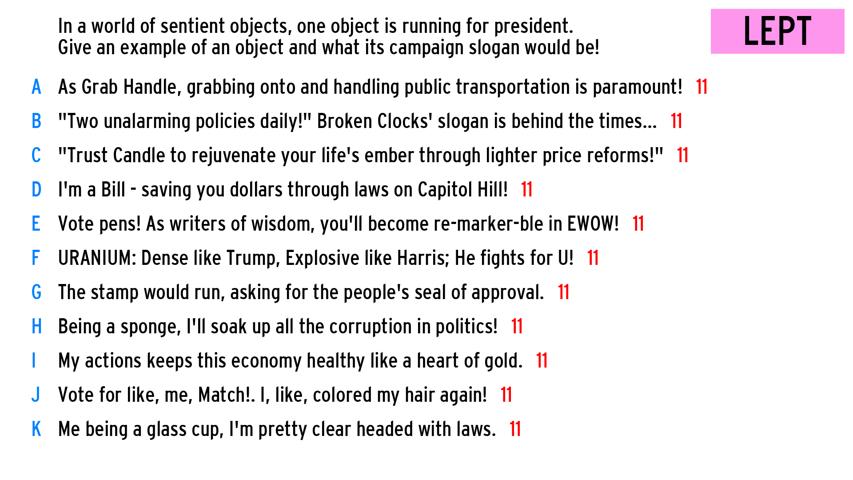 In a world of sentient objects, one object is running for president.
Give an example of an object and what its campaign slogan would be!
LEPT
A As Grab Handle, grabbing onto and handling public transportation is paramount! 11
B "Two unalarming policies daily!" Broken Clocks' slogan is behind the times... 11
C "Trust Candle to rejuvenate your life's ember through lighter price reforms!" 11
D I'm a Bill - saving you dollars through laws on Capitol Hill! 11
E Vote pens! As writers of wisdom, you'll become re-marker-ble in EWOW! 11
F URANIUM: Dense like Trump, Explosive like Harris; He fights for U! 11
G The stamp would run, asking for the people's seal of approval. 11
H Being a sponge, I'll soak up all the corruption in politics! 11
I My actions keeps this economy healthy like a heart of gold. 11
J Vote for like, me, Match!. I, like, colored my hair again! 11
K Me being a glass cup, I'm pretty clear headed with laws. 11